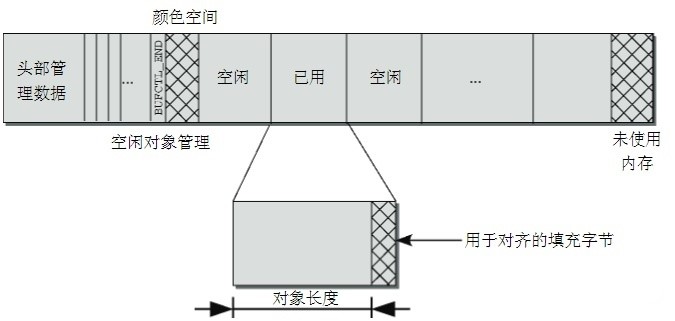 颜色空间
头部管
理数据
...
BUFCTL_END
空闲
已用
空闲
...
空闲对象管理
未使用
内存
用于对齐的填充字节
对象长度